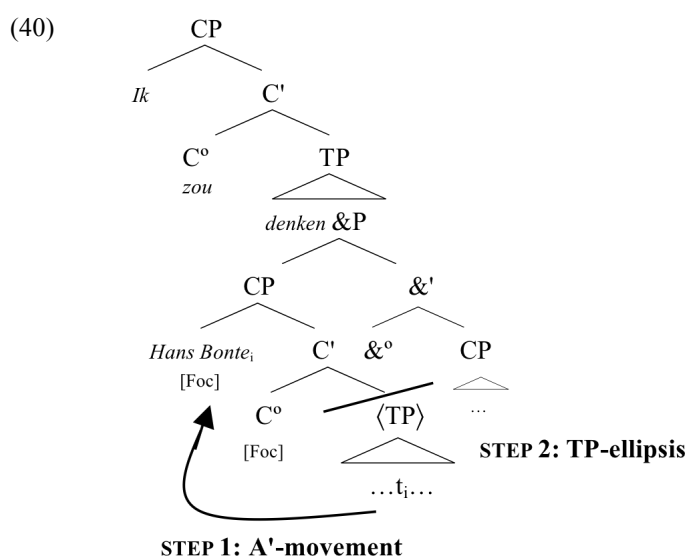 (40) CP
Ik C'
Cº TP
zou
denken &P
CP &'
Hans Bonteᵢ C' &º CP
[Foc]
Cº ⟨TP⟩ …
[Foc] STEP 2: TP-ellipsis
…tᵢ…
STEP 1: A'-movement